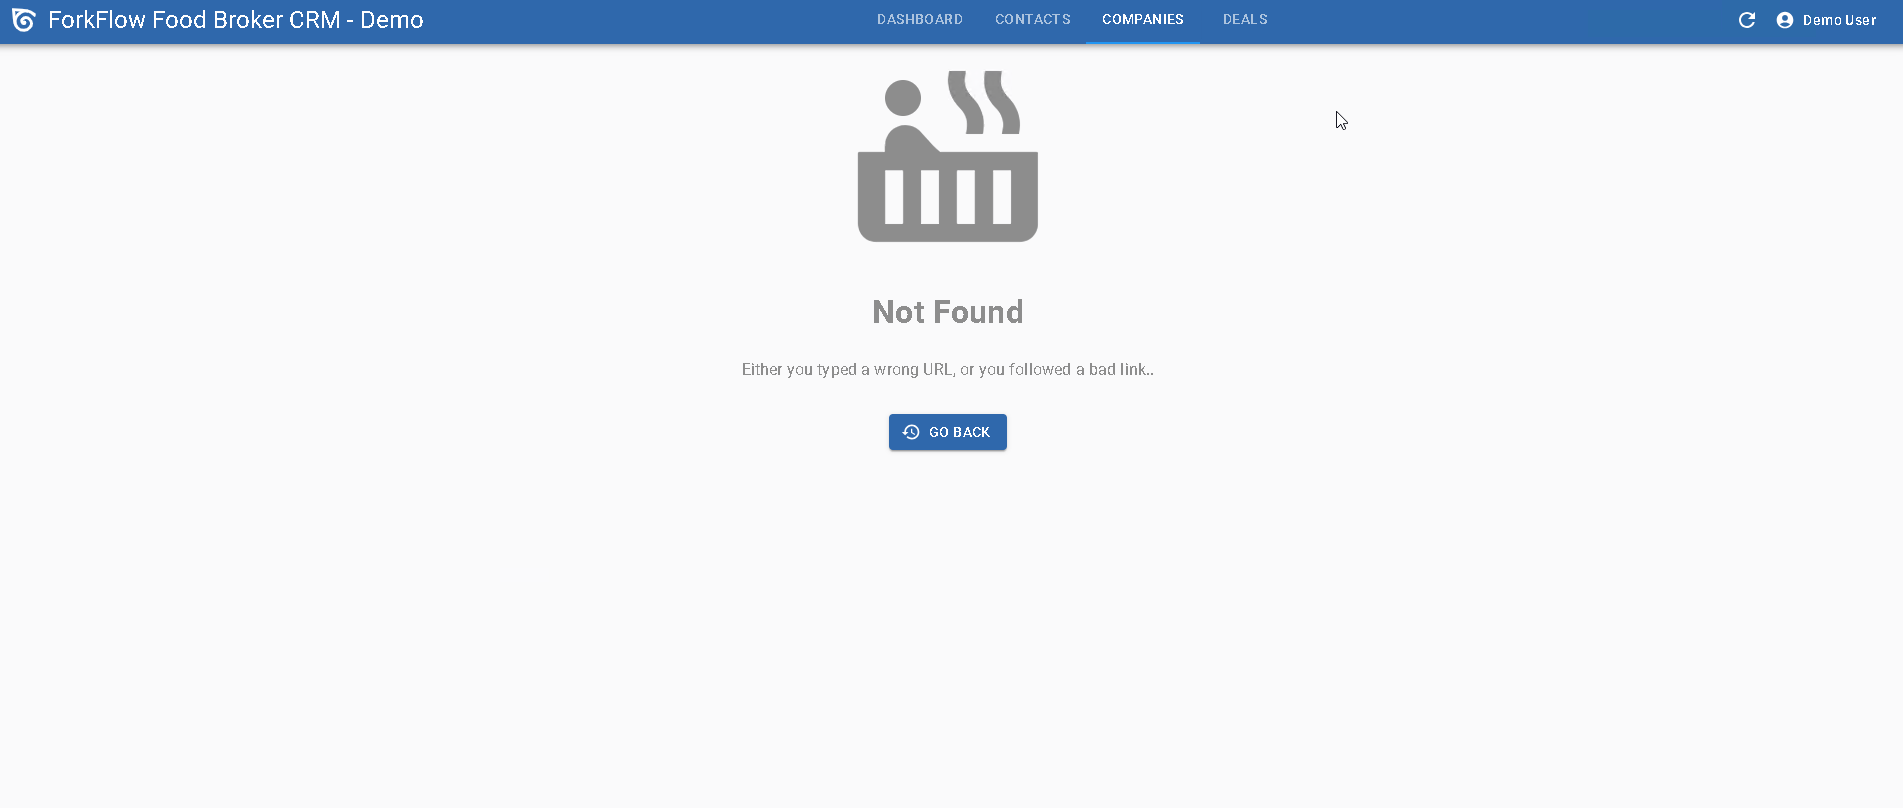 ForkFlow Food Broker CRM - Demo
DASHBOARD CONTACTS COMPANIES DEALS
Demo User
Not Found
Either you typed a wrong URL, or you followed a bad link..
GO BACK